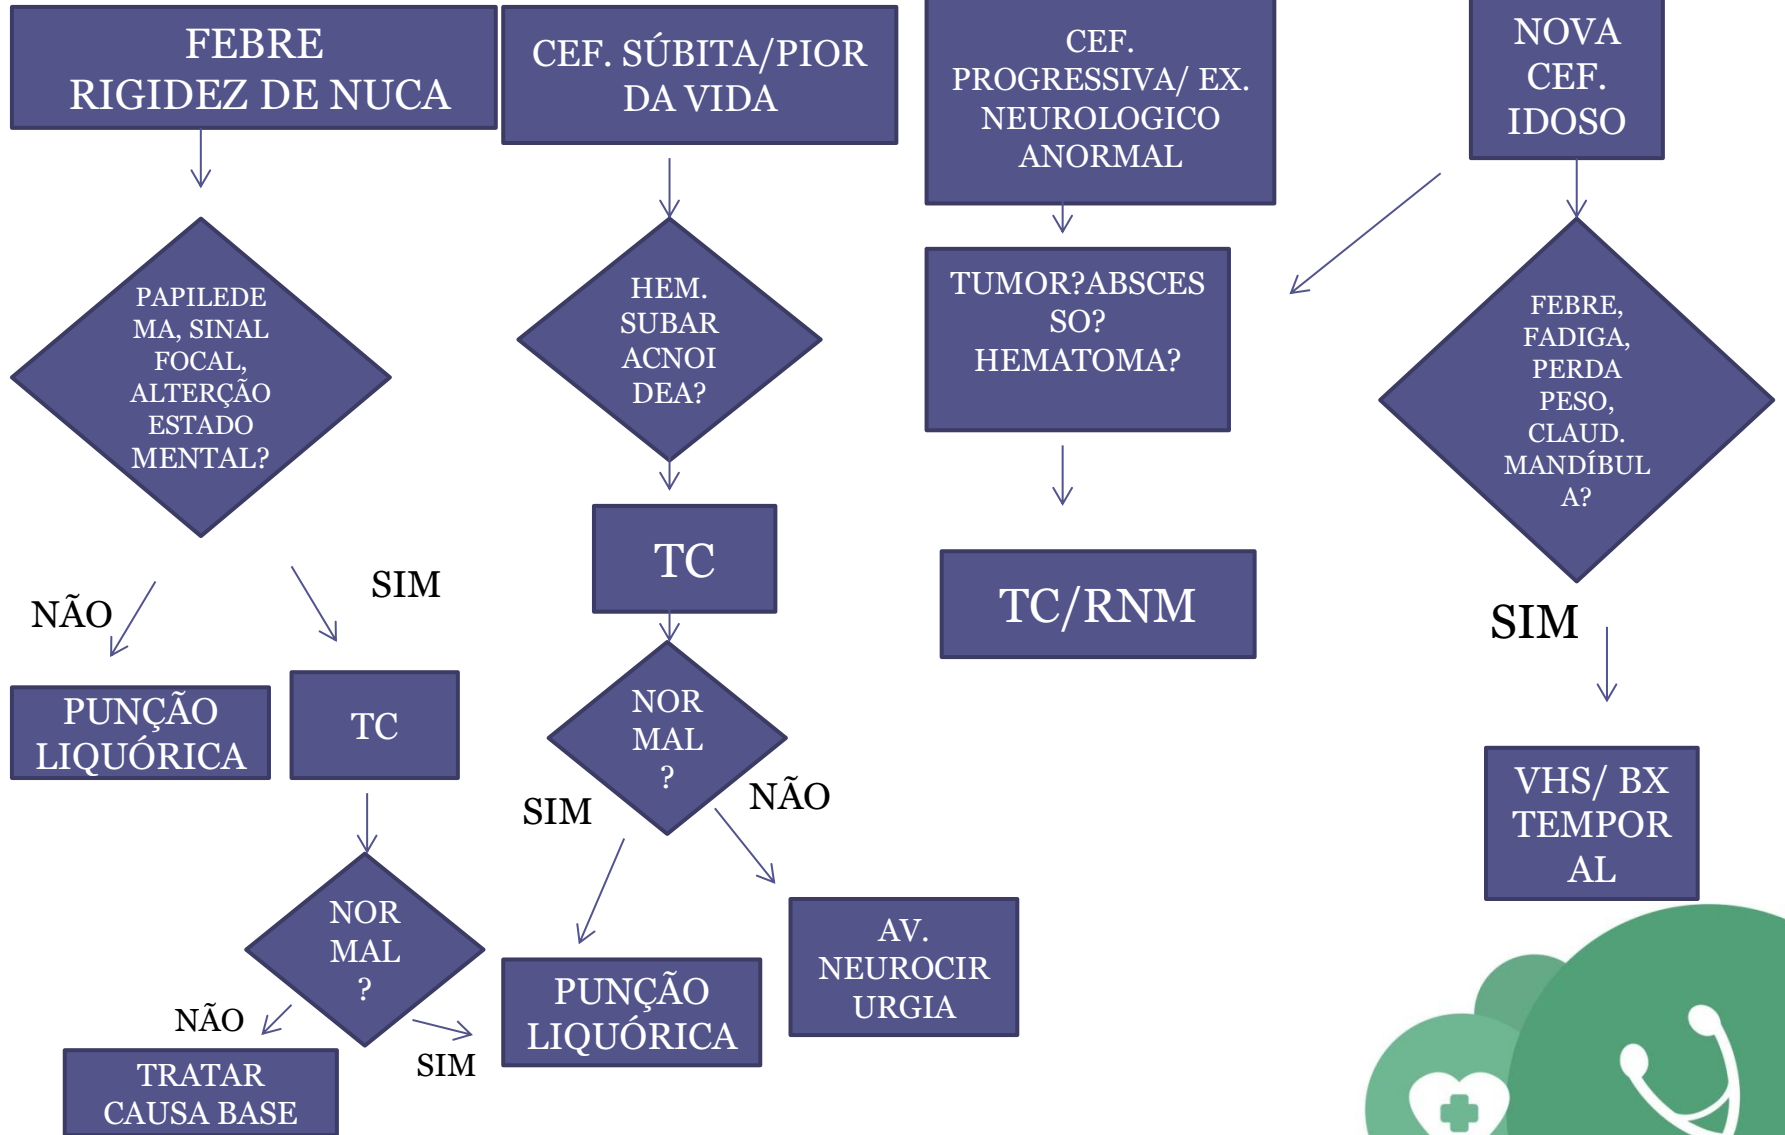 FEBRE
RIGIDEZ DE NUCA
CEF. SÚBITA/PIOR
DA VIDA
CEF.
PROGRESSIVA/ EX.
NEUROLOGICO
ANORMAL
NOVA
CEF.
IDOSO
PAPILEDE
MA, SINAL
FOCAL,
ALTERÇÃO
ESTADO
MENTAL?
HEM.
SUBAR
ACNOI
DEA?
TUMOR?ABSCES
SO?
HEMATOMA?
FEBRE,
FADIGA,
PERDA
PESO,
CLAUD.
MANDÍBUL
A?
NÃO
SIM
TC
TC/RNM
SIM
PUNÇÃO
LIQUÓRICA
TC
NOR
MAL
?
SIM
NÃO
VHS/ BX
TEMPOR
AL
NOR
MAL
?
NÃO
SIM
PUNÇÃO
LIQUÓRICA
AV.
NEUROCIR
URGIA
TRATAR
CAUSA BASE